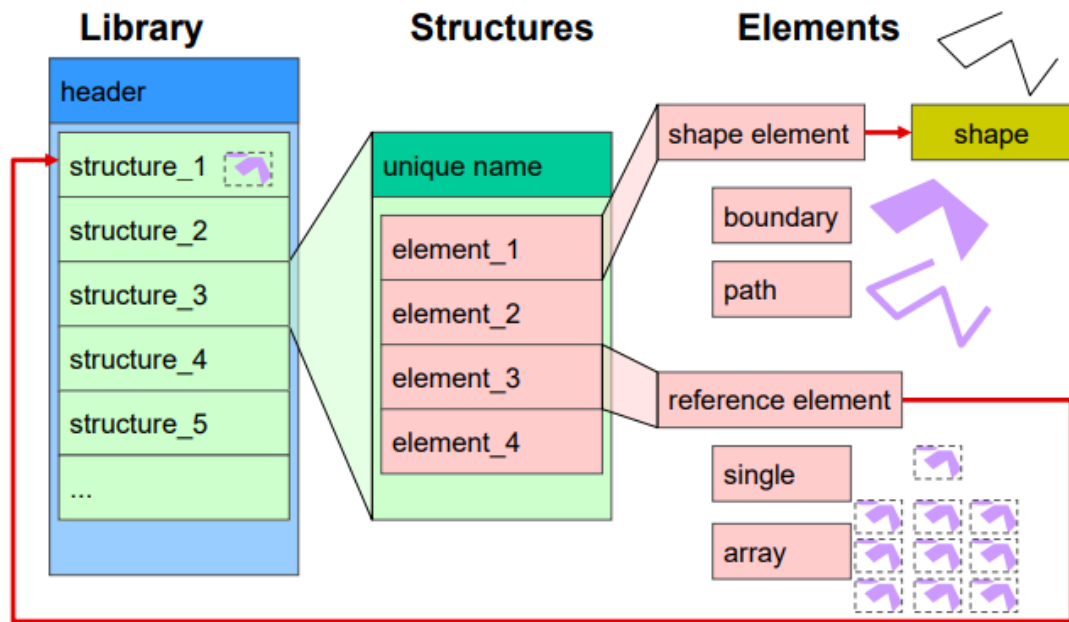 Library
Structures
Elements
header
structure_1
structure_2
structure_3
structure_4
structure_5
...
unique name
element_1
element_2
element_3
element_4
shape element
shape
boundary
path
reference element
single
array